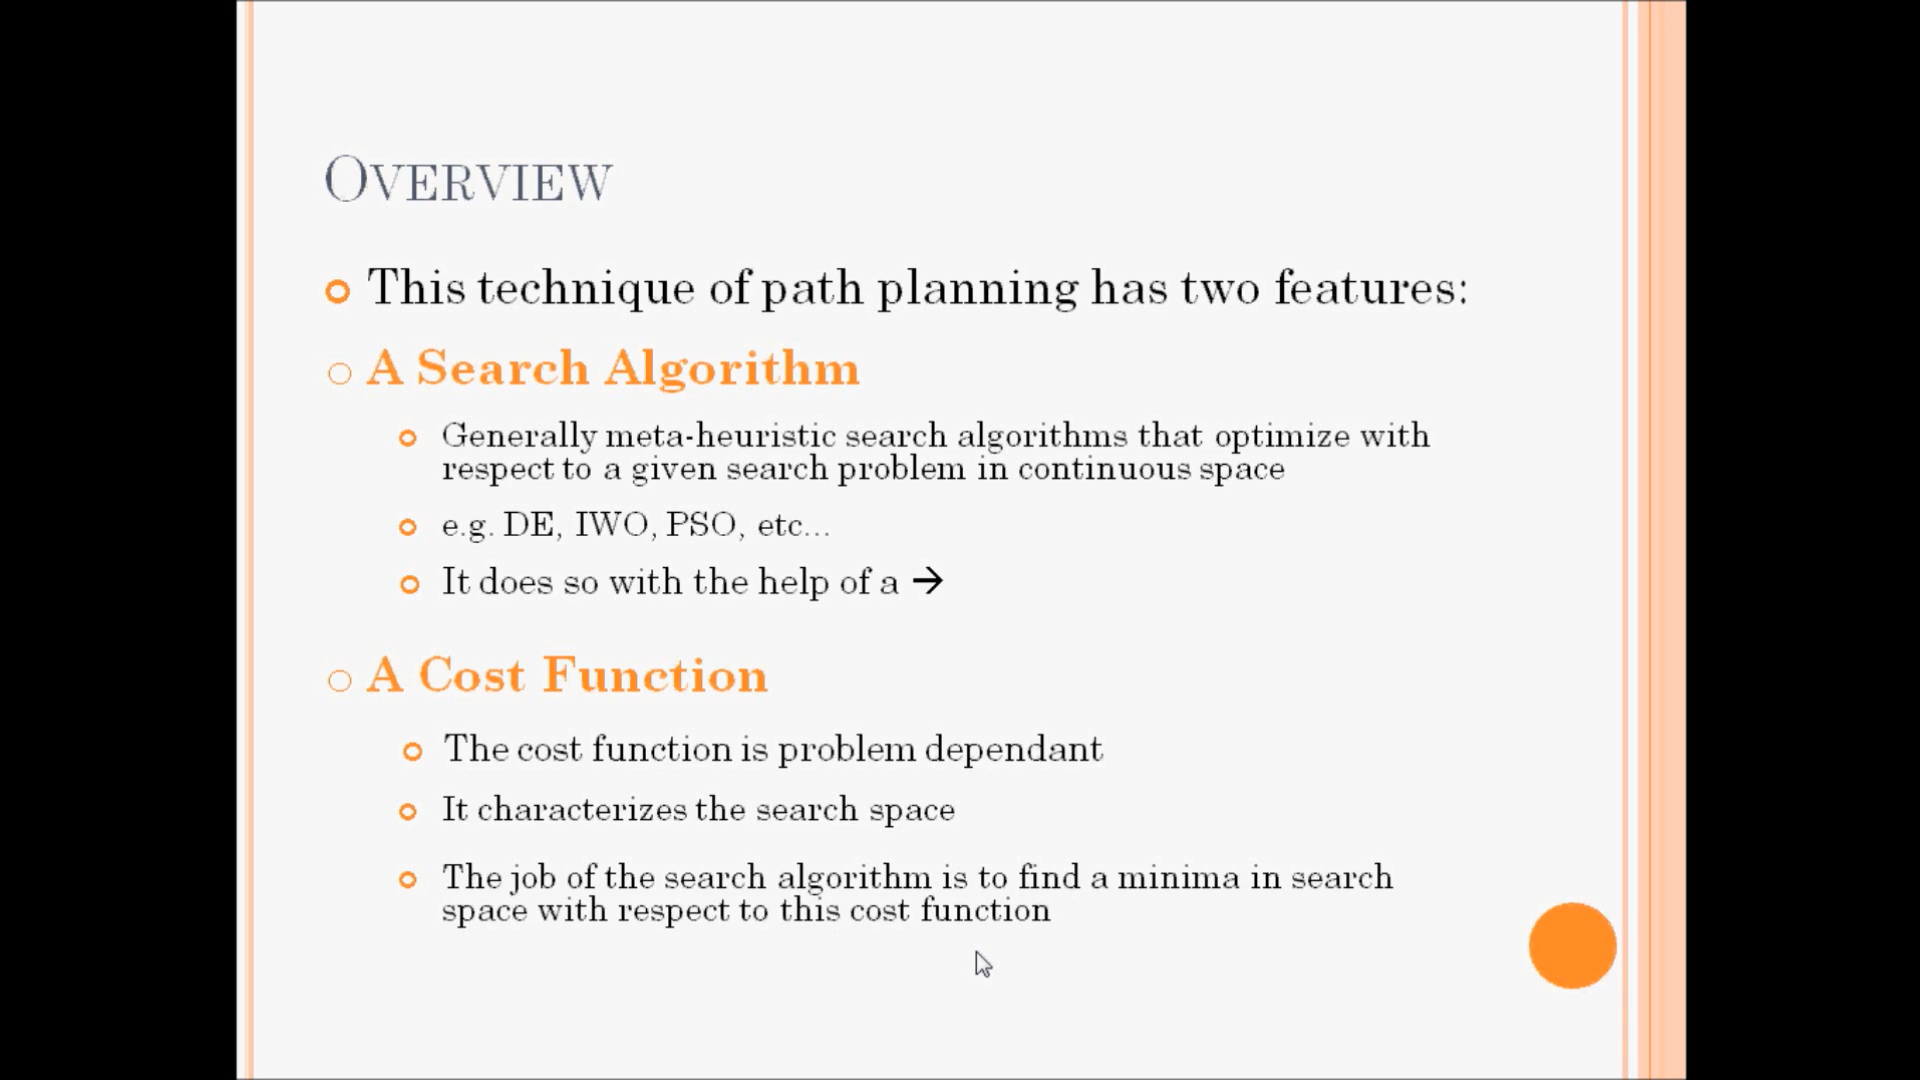 OVERVIEW
This technique of path planning has two features:
A Search Algorithm
Generally meta-heuristic search algorithms that optimize with
respect to a given search problem in continuous space
e.g. DE, IWO, PSO, etc...
It does so with the help of a →
A Cost Function
The cost function is problem dependant
It characterizes the search space
The job of the search algorithm is to find a minima in search
space with respect to this cost function